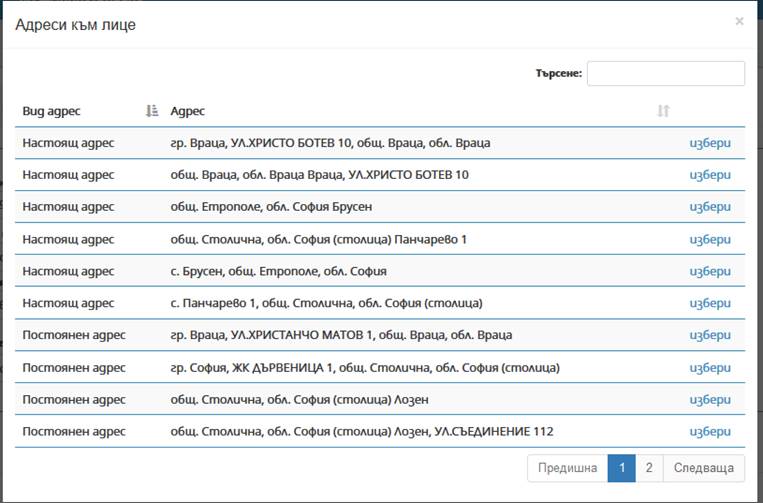 Адреси към лице
×
Търсене:
Вид адрес Адрес
Настоящ адрес гр. Враца, УЛ.ХРИСТО БОТЕВ 10, общ. Враца, обл. Враца избери
Настоящ адрес общ. Враца, обл. Враца Враца, УЛ.ХРИСТО БОТЕВ 10 избери
Настоящ адрес общ. Етрополе, обл. София Брусен избери
Настоящ адрес общ. Столична, обл. София (столица) Панчарево 1 избери
Настоящ адрес с. Брусен, общ. Етрополе, обл. София избери
Настоящ адрес с. Панчарево 1, общ. Столична, обл. София (столица) избери
Постоянен адрес гр. Враца, УЛ.ХРИСТАНЧО МАТОВ 1, общ. Враца, обл. Враца избери
Постоянен адрес гр. София, ЖК ДЪРВЕНИЦА 1, общ. Столична, обл. София (столица) избери
Постоянен адрес общ. Столична, обл. София (столица) Лозен избери
Постоянен адрес общ. Столична, обл. София (столица) Лозен, УЛ.СЪЕДИНЕНИЕ 112 избери
Предишна 1 2 Следваща